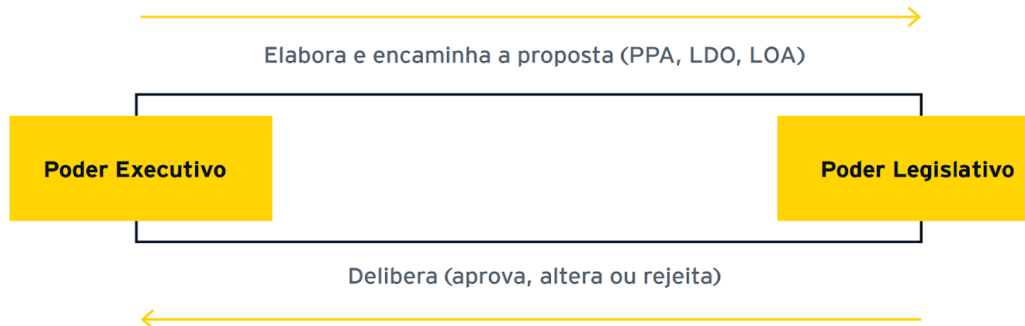 Elabora e encaminha a proposta (PPA, LDO, LOA)
Poder Executivo
Poder Legislativo
Delibera (aprova, altera ou rejeita)